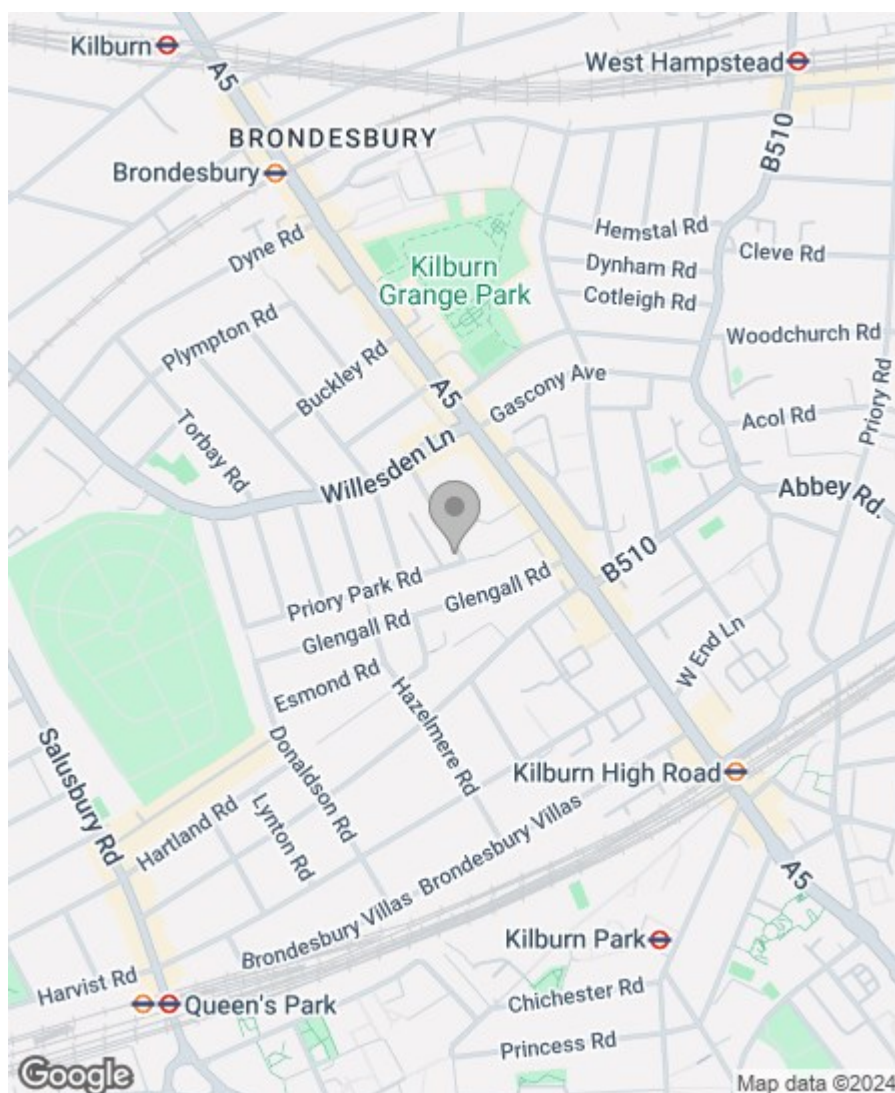 Kilburn
A5
West Hampstead
B510
BRONDESBURY
Brondesbury
Dyne Rd
Hemstal Rd
Cleve Rd
Dynham Rd
Cotleigh Rd
Kilburn
Grange Park
Plympton Rd
Buckley Rd
Woodchurch Rd
A5
Gascony Ave
Priory Rd
Acol Rd
Torbay Rd
Willesden Ln
Abbey Rd.
B510
Priory Park Rd
Glengall Rd
Glengall Rd
W End Ln
Esmond Rd
Hazelmere Rd
Donaldson Rd
Salusbury Rd
Kilburn High Road
Hartland Rd
Lynton Rd
Brondesbury Villas
Brondesbury Villas
A5
Kilburn Park
Harvist Rd
Queen's Park
Chichester Rd
Princess Rd
Google
Map data ©2024